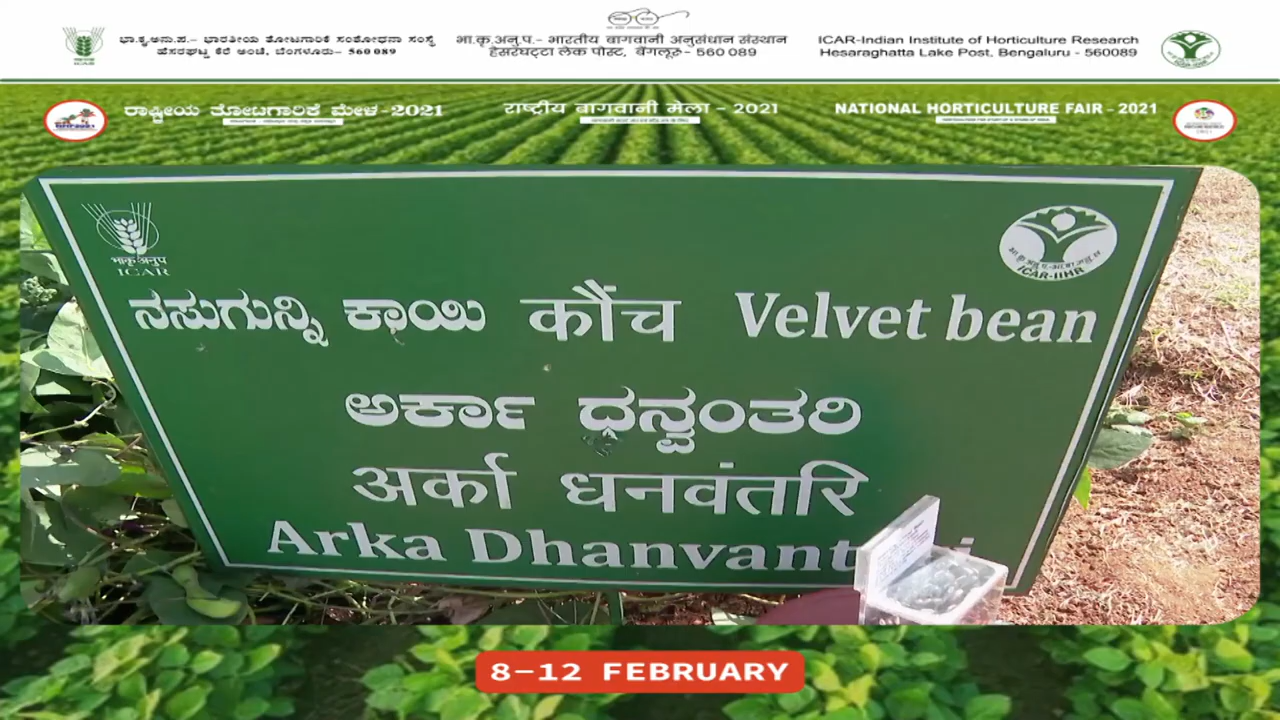 ಭಾ.ಕೃ.ಅನು.ಪ.- ಭಾರತೀಯ ತೋಟಗಾರಿಕೆ ಸಂಶೋಧನಾ ಸಂಸ್ಥೆ
ಹೆಸರಘಟ್ಟ ಕೆರೆ ಅಂಚೆ, ಬೆಂಗಳೂರು- 560 089
भा.कृ.अनु.प.- भारतीय बागवानी अनुसंधान संस्थान
हेसरघट्टा लेक पोस्ट, बेंगलूरु- 560 089
ICAR-Indian Institute of Horticulture Research
Hesaraghatta Lake Post, Bengaluru - 560089
ICAR
ರಾಷ್ಟ್ರೀಯ ತೋಟಗಾರಿಕೆ ಮೇಳ -2021
राष्ट्रीय बागवानी मेला - 2021
NATIONAL HORTICULTURE FAIR - 2021
भाकृअनुप
ICAR
ICAR-IIHR
ನಸುಗುನ್ನಿ ಕಾಯಿ कौंच Velvet bean
ಅರ್ಕಾ ಧನ್ವಂತರಿ
अर्का धनवंतरि
Arka Dhanvant i
8-12 FEBRUARY